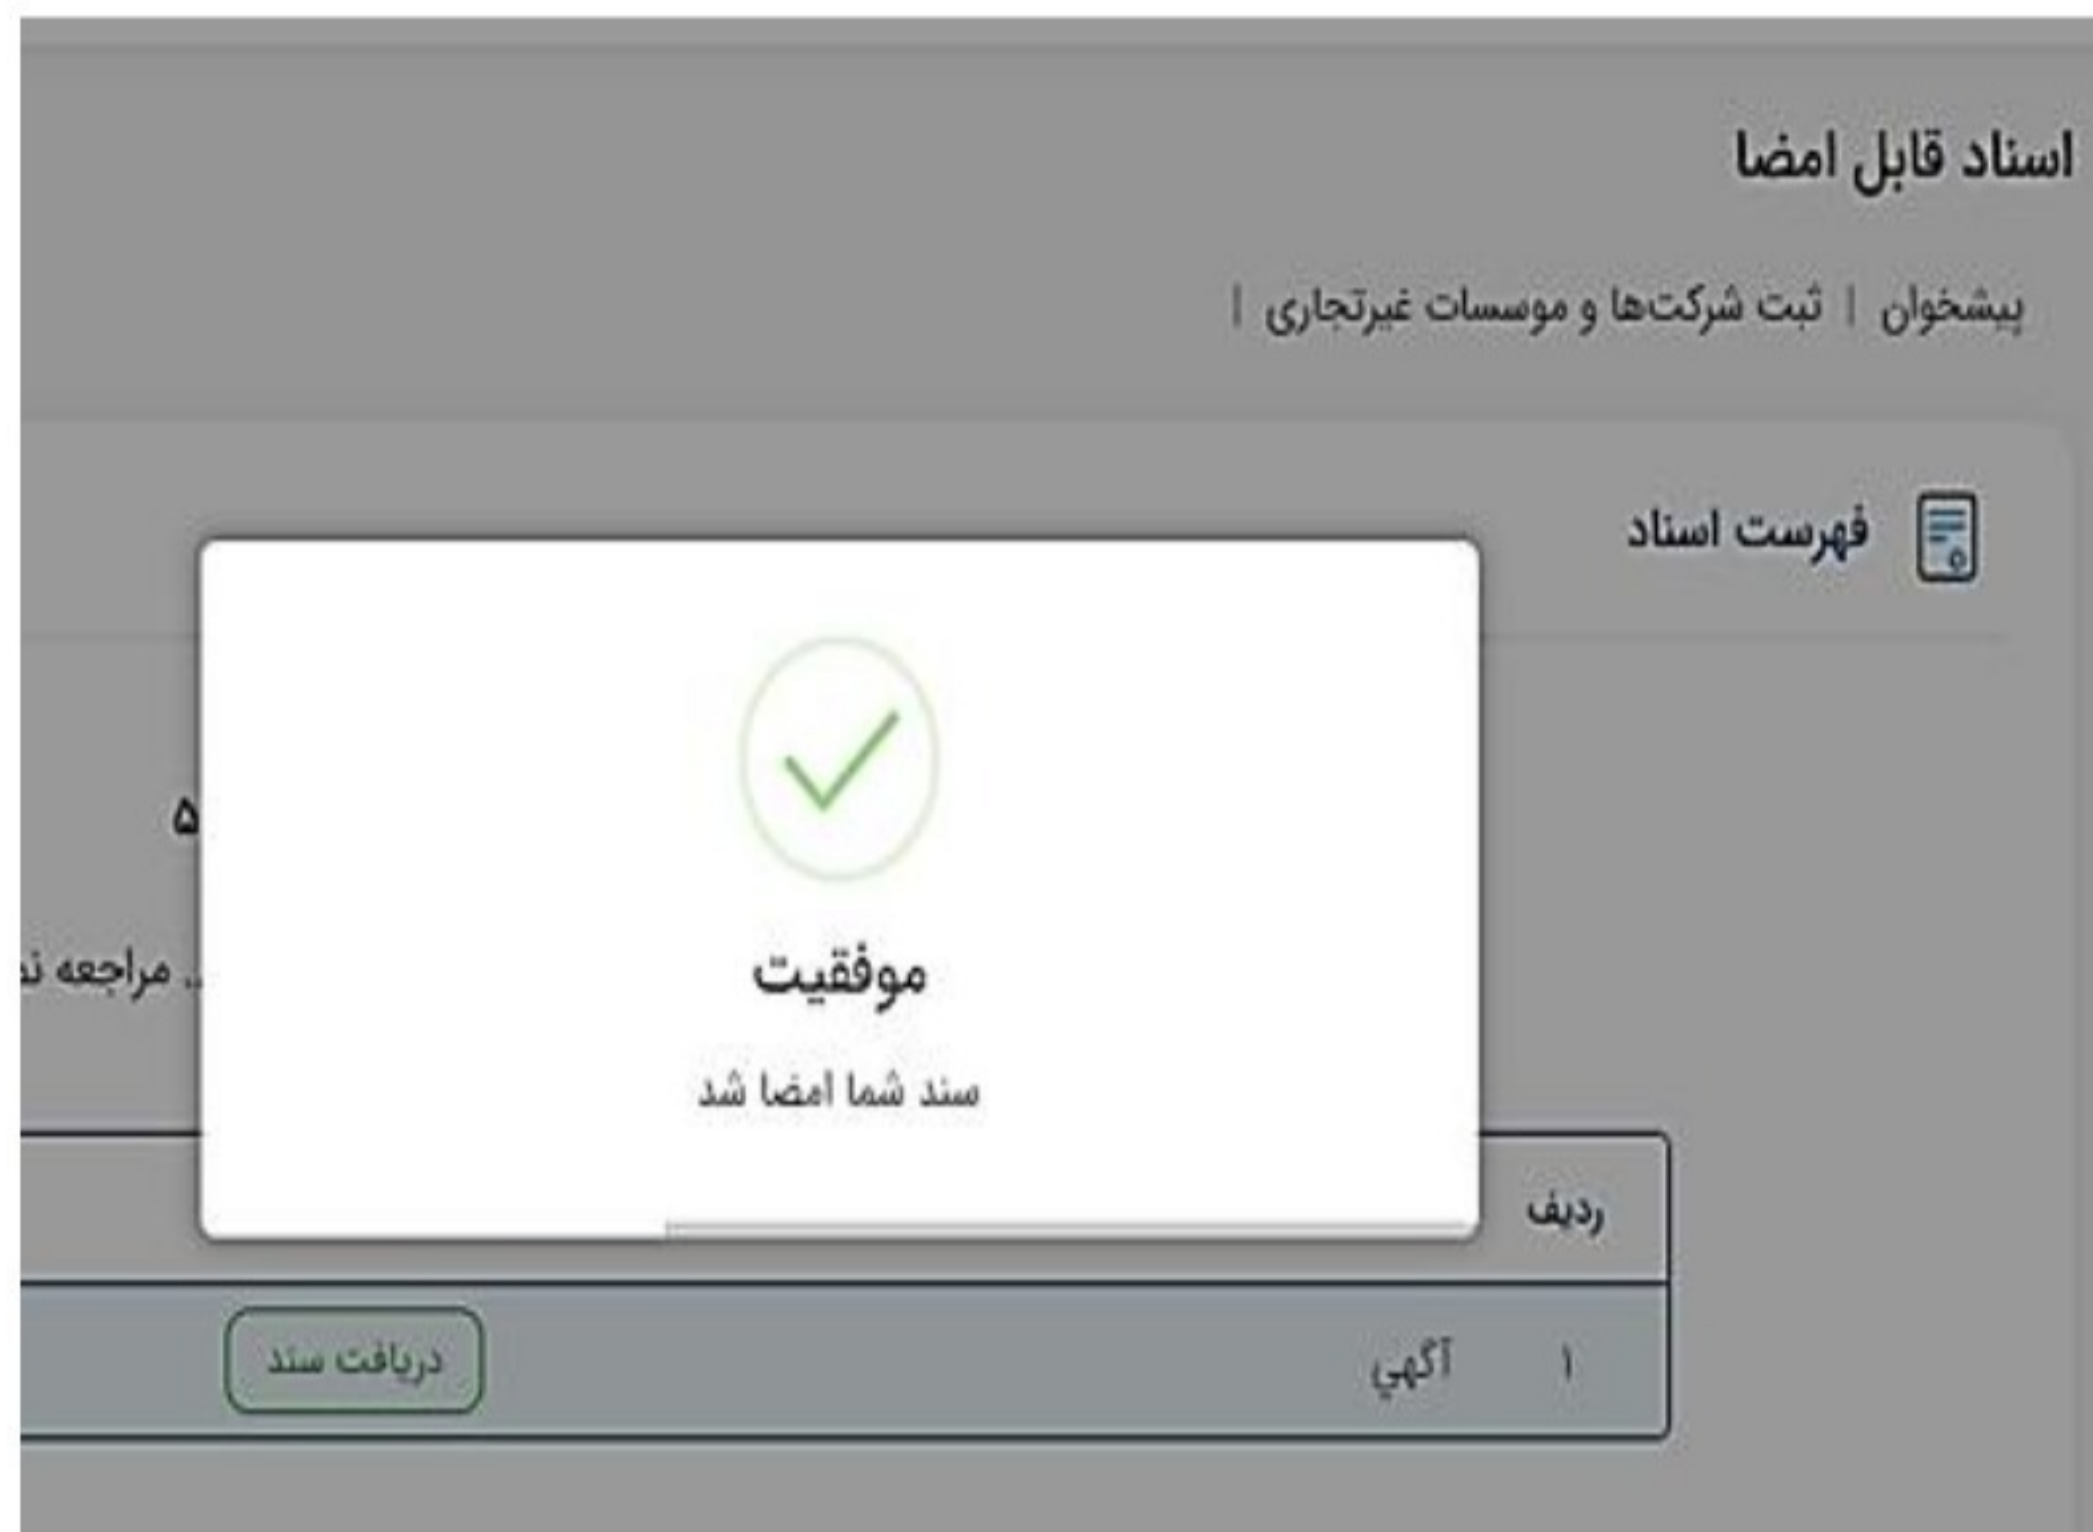 اسناد قابل امضا
پیشخوان | ثبت شرکت‌ها و موسسات غیرتجاری |
فهرست اسناد
۵
موفقیت
مراجعه
سند شما امضا شد
ردیف
۱ آگهي دریافت سند